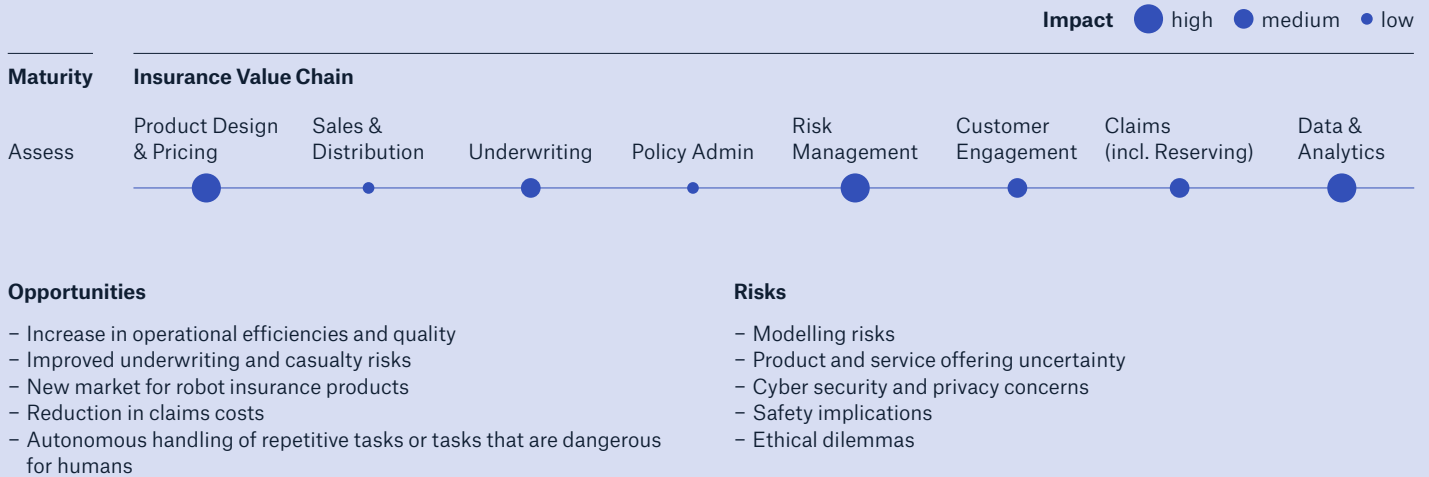 Impact high medium low
Maturity
Insurance Value Chain
Assess
Product Design
& Pricing
Sales &
Distribution
Underwriting
Policy Admin
Risk
Management
Customer
Engagement
Claims
(incl. Reserving)
Data &
Analytics
Opportunities
– Increase in operational efficiencies and quality
– Improved underwriting and casualty risks
– New market for robot insurance products
– Reduction in claims costs
– Autonomous handling of repetitive tasks or tasks that are dangerous
for humans
Risks
– Modelling risks
– Product and service offering uncertainty
– Cyber security and privacy concerns
– Safety implications
– Ethical dilemmas